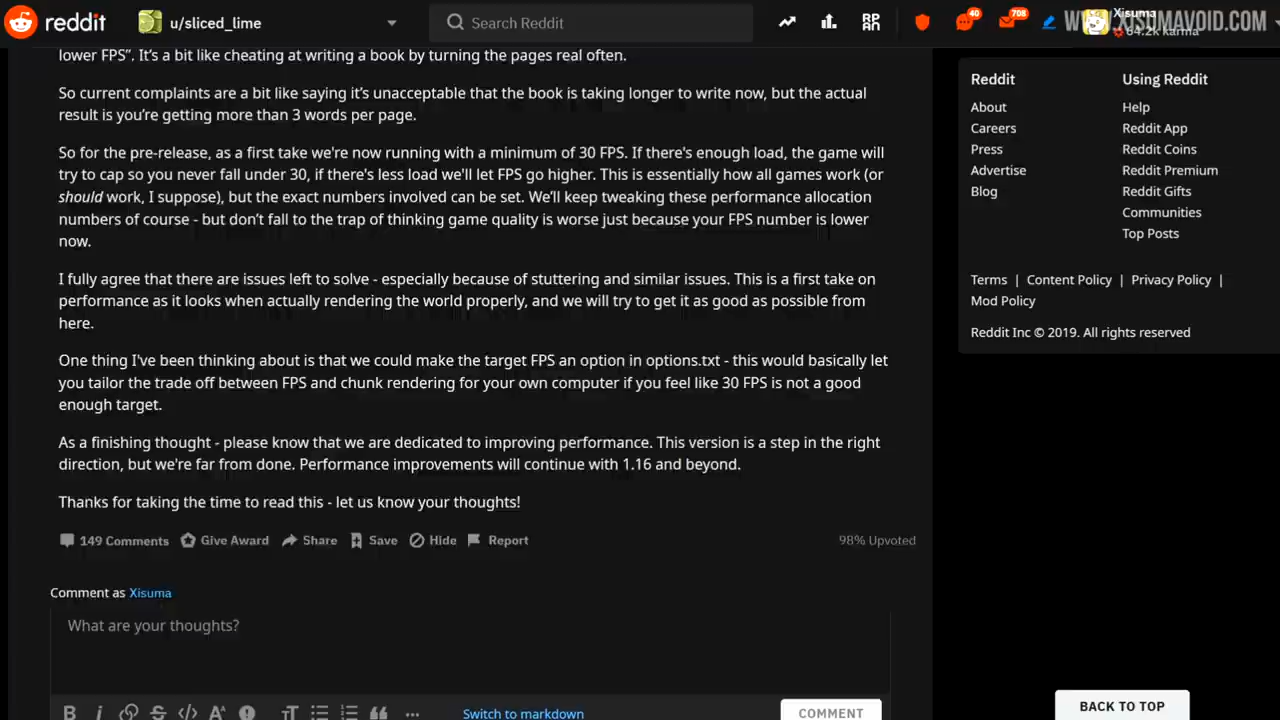 reddit
u/sliced_lime
Search Reddit
40
708
Xisuma
64.2k karma
WWW.XISUMAVOID.COM
lower FPS”. It’s a bit like cheating at writing a book by turning the pages real often.
So current complaints are a bit like saying it’s unacceptable that the book is taking longer to write now, but the actual
result is you’re getting more than 3 words per page.
So for the pre-release, as a first take we're now running with a minimum of 30 FPS. If there's enough load, the game will
try to cap so you never fall under 30, if there's less load we'll let FPS go higher. This is essentially how all games work (or
should work, I suppose), but the exact numbers involved can be set. We’ll keep tweaking these performance allocation
numbers of course - but don’t fall to the trap of thinking game quality is worse just because your FPS number is lower
now.
I fully agree that there are issues left to solve - especially because of stuttering and similar issues. This is a first take on
performance as it looks when actually rendering the world properly, and we will try to get it as good as possible from
here.
One thing I've been thinking about is that we could make the target FPS an option in options.txt - this would basically let
you tailor the trade off between FPS and chunk rendering for your own computer if you feel like 30 FPS is not a good
enough target.
As a finishing thought - please know that we are dedicated to improving performance. This version is a step in the right
direction, but we're far from done. Performance improvements will continue with 1.16 and beyond.
Thanks for taking the time to read this - let us know your thoughts!
149 Comments Give Award Share Save Hide Report 98% Upvoted
Comment as Xisuma
What are your thoughts?
Switch to markdown
COMMENT
Reddit Using Reddit
About Help
Careers Reddit App
Press Reddit Coins
Advertise Reddit Premium
Blog Reddit Gifts
Communities
Top Posts
Terms | Content Policy | Privacy Policy |
Mod Policy
Reddit Inc © 2019. All rights reserved
BACK TO TOP